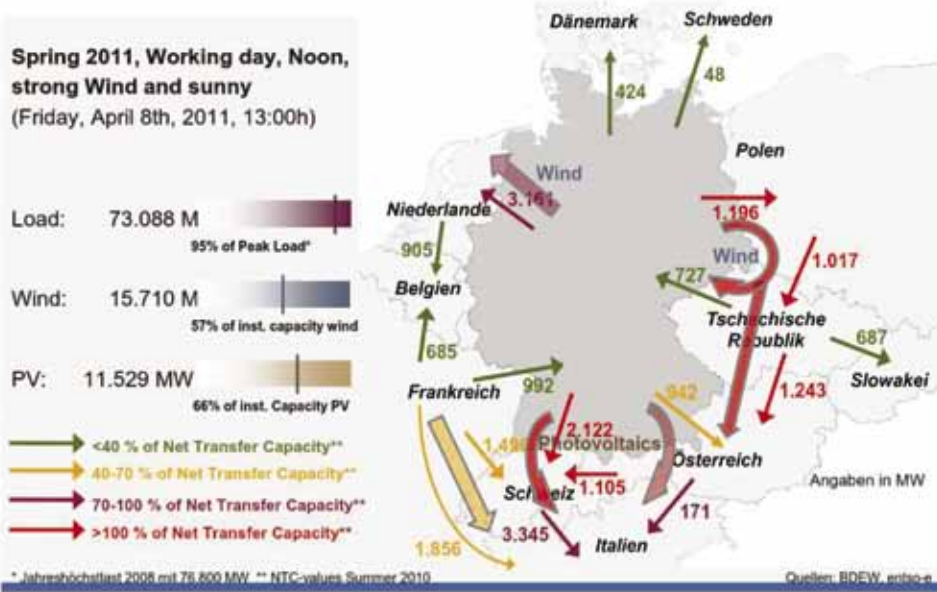 Spring 2011, Working day, Noon,
strong Wind and sunny
(Friday, April 8th, 2011, 13:00h)
Load: 73.088 M
95% of Peak Load*
Wind: 15.710 M
57% of inst. capacity wind
PV: 11.529 MW
66% of inst. Capacity PV
<40 % of Net Transfer Capacity**
40-70 % of Net Transfer Capacity**
70-100 % of Net Transfer Capacity**
>100 % of Net Transfer Capacity**
Dänemark
Schweden
424
48
Polen
Wind
3.161
Niederlande
1.196
905
Wind
1.017
727
Belgien
Tschechische
Republik
687
685
Slowakei
992
Frankreich
942
1.243
2.122
Photovoltaics
Österreich
1.105
Schweiz
171
3.345
Italien
1.856
Angaben in MW
* Jahreshöchstlast 2008 mit 76.800 MW ** NTC-values Summer 2010
Quellen: BDEW, entso-e